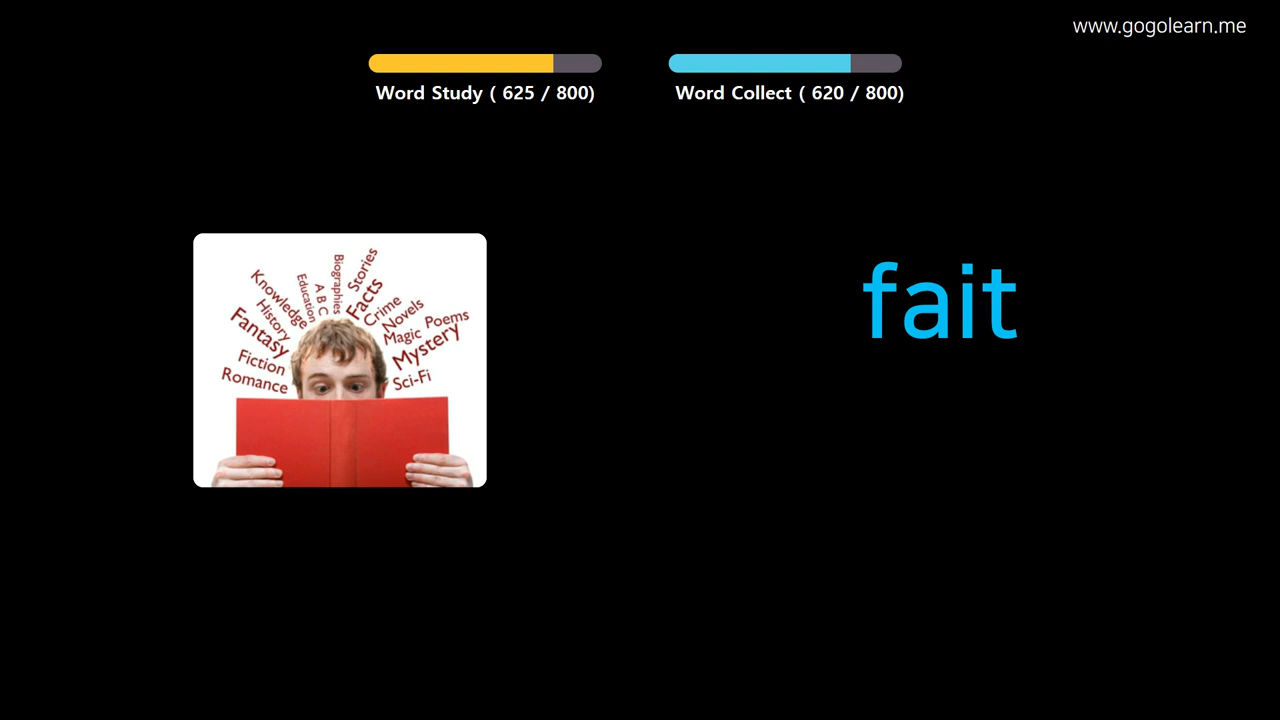 www.gogolearn.me
Word Study ( 625 / 800)
Word Collect ( 620 / 800)
fait
Stories
Biographies
Facts
A B C
Education
Knowledge
Crime
History
Novels
Fantasy
Magic
Poems
Mystery
Fiction
Romance
Sci-Fi